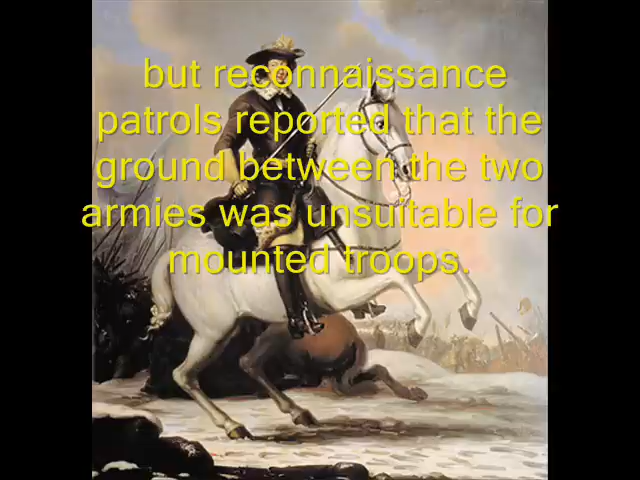 but reconnaissance
patrols reported that the
ground between the two
armies was unsuitable for
mounted troops.